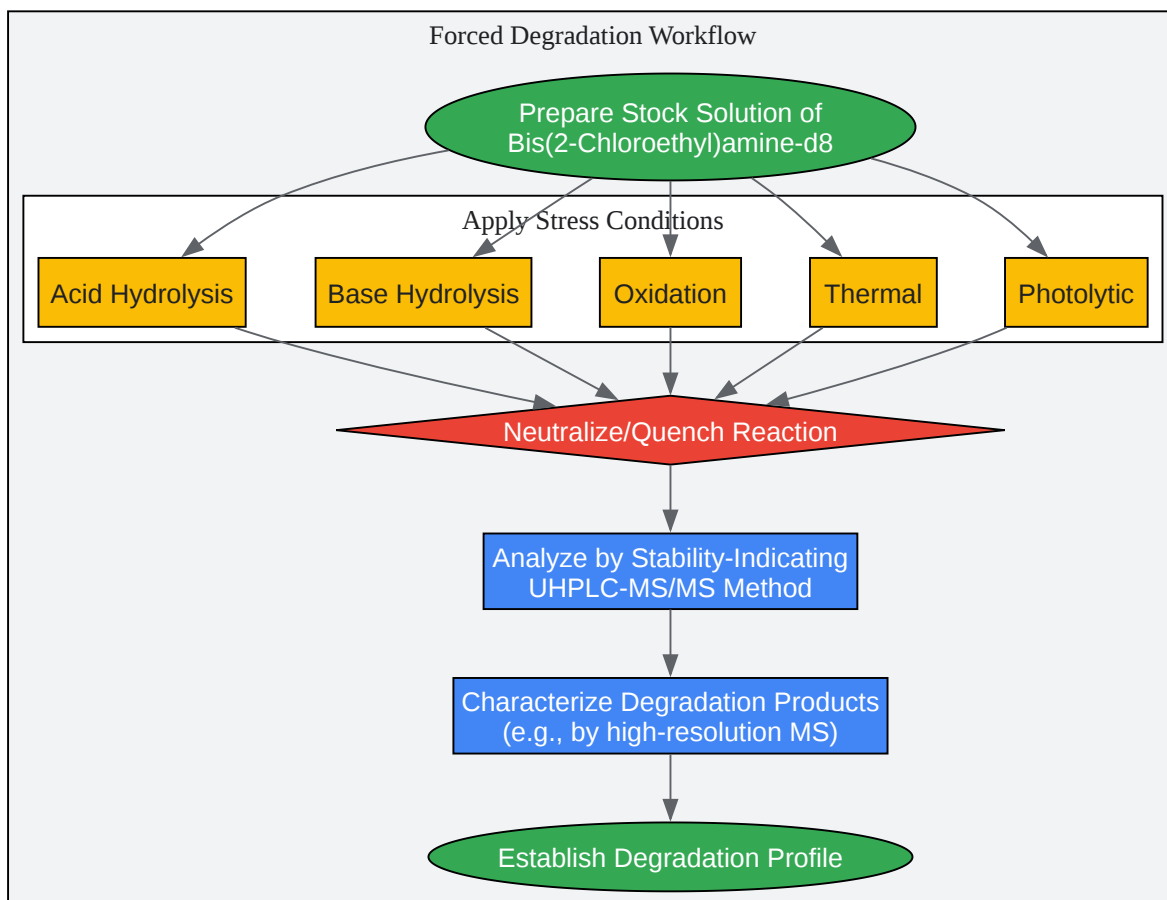 Forced Degradation Workflow
Prepare Stock Solution of
Bis(2-Chloroethyl)amine-d8
Apply Stress Conditions
Acid Hydrolysis
Base Hydrolysis
Oxidation
Thermal
Photolytic
Neutralize/Quench Reaction
Analyze by Stability-Indicating
UHPLC-MS/MS Method
Characterize Degradation Products
(e.g., by high-resolution MS)
Establish Degradation Profile